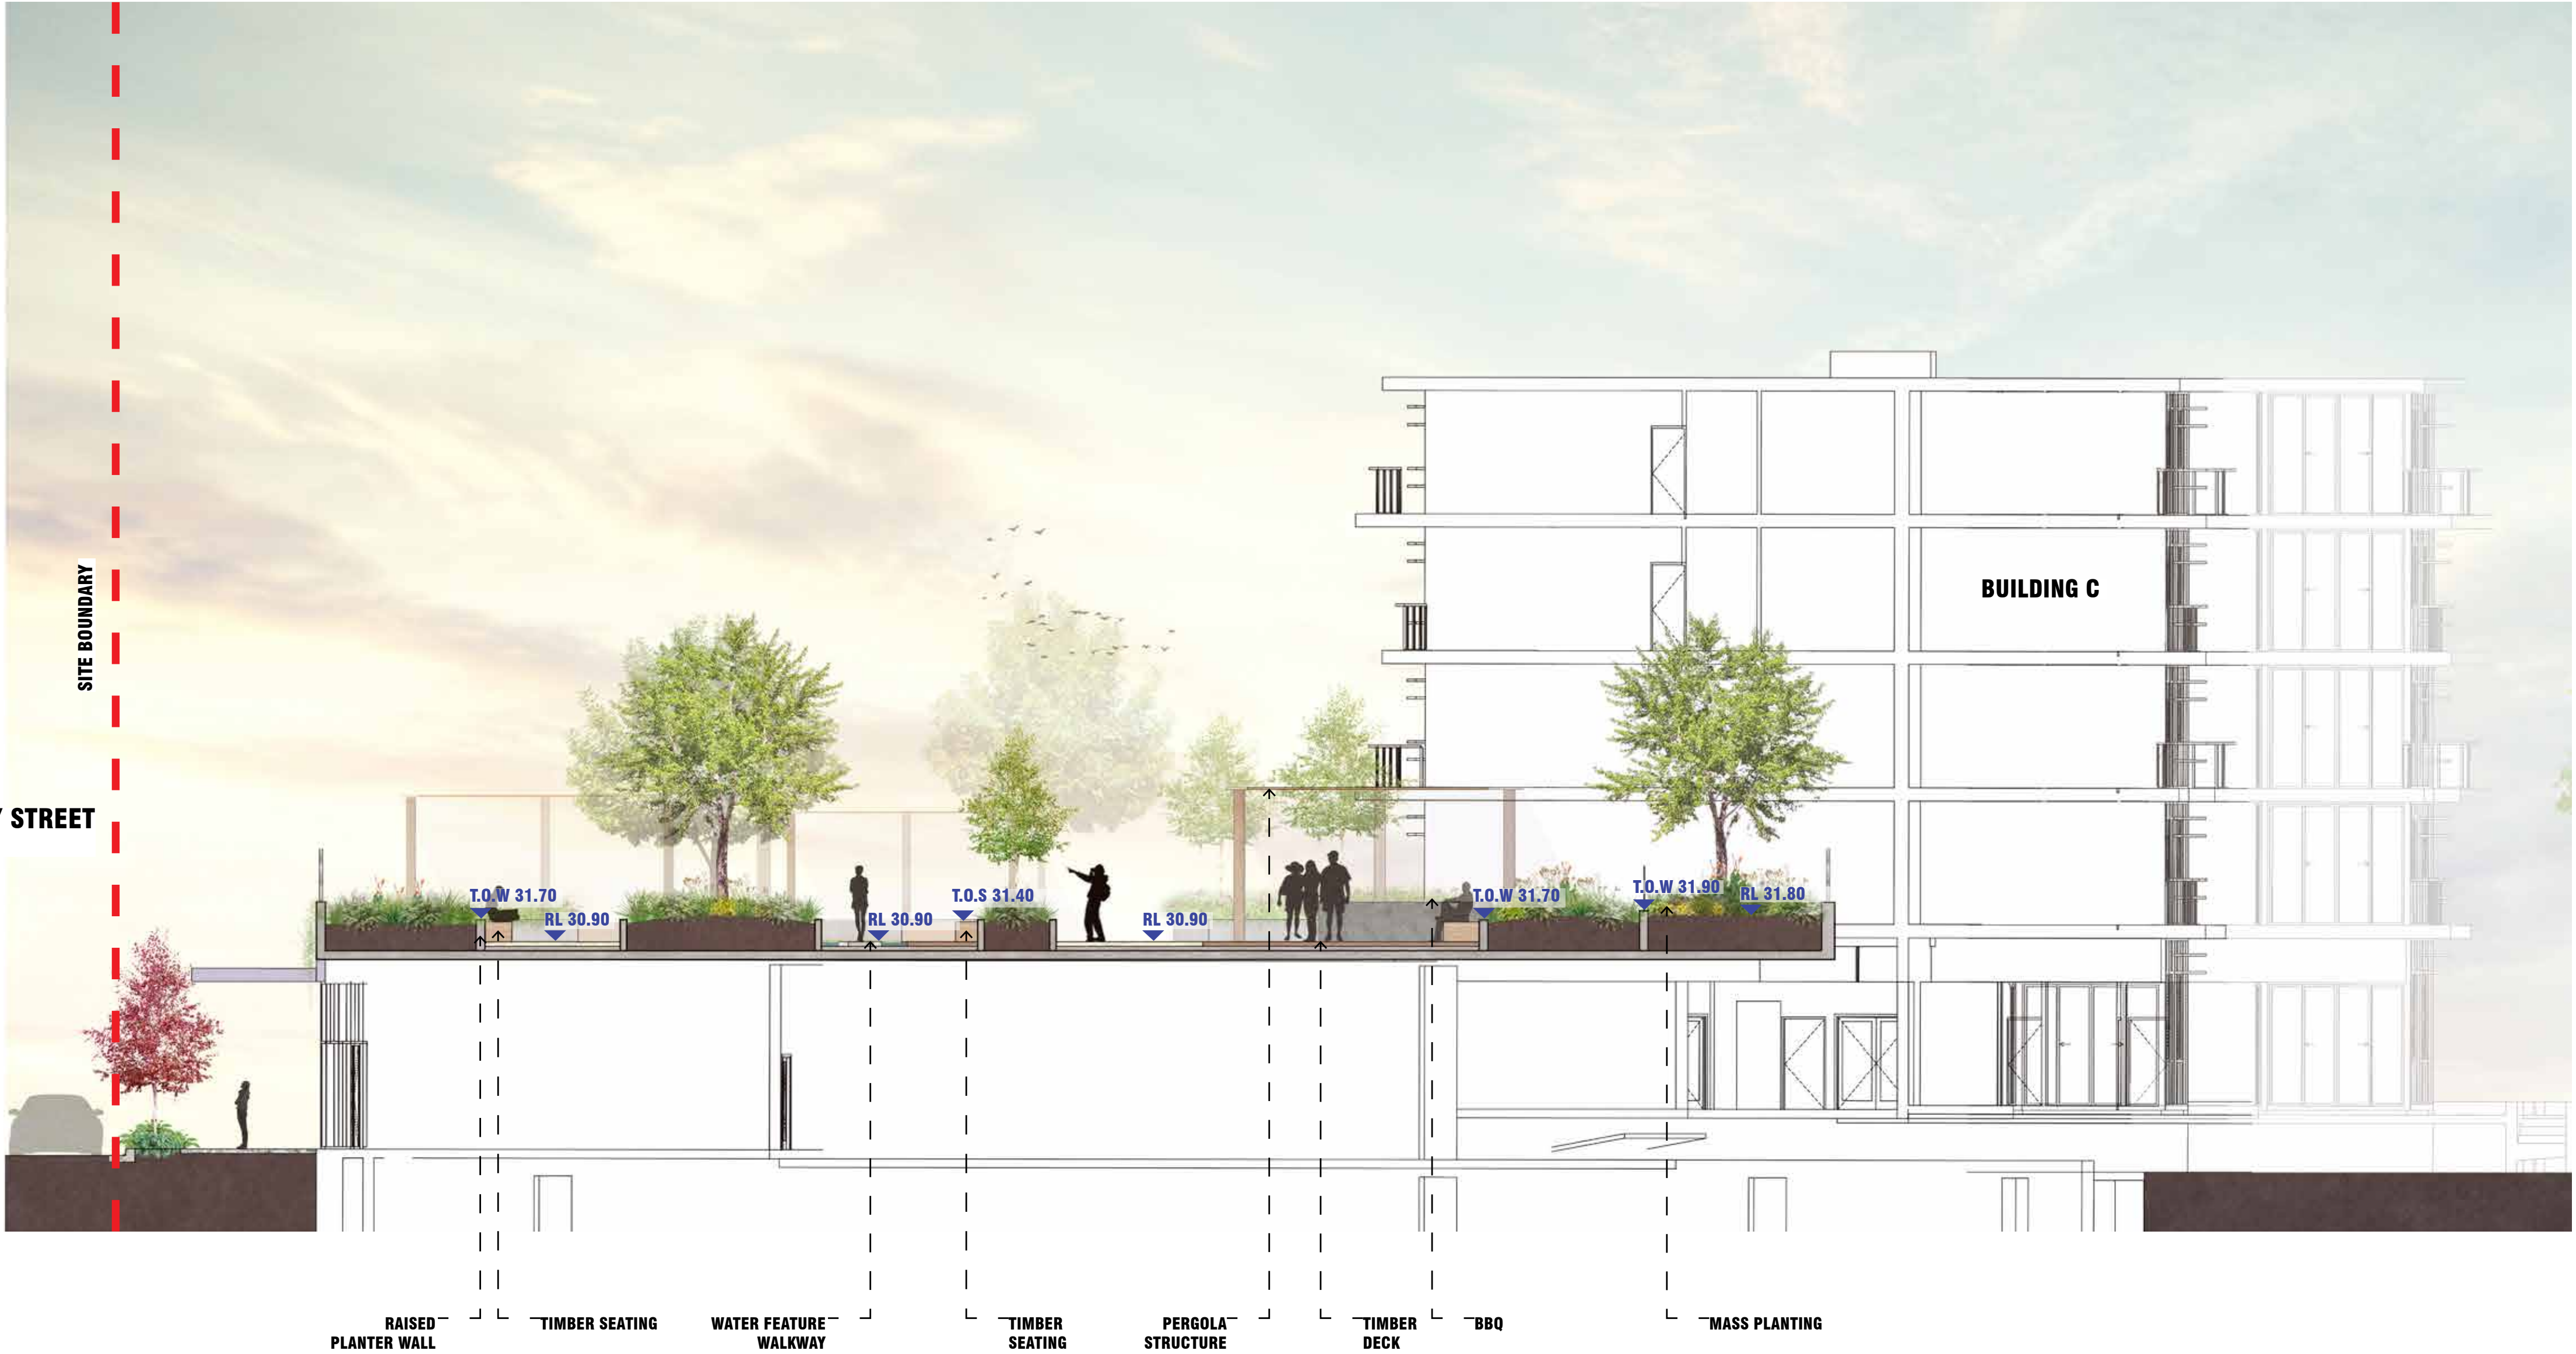 BUILDING C
SITE BOUNDARY
STREET
T.O.W 31.70
RL 30.90
RL 30.90
T.O.S 31.40
RL 30.90
T.O.W 31.70
T.O.W 31.90
RL 31.80
RAISED
PLANTER WALL
TIMBER SEATING
WATER FEATURE
WALKWAY
TIMBER
SEATING
PERGOLA
STRUCTURE
TIMBER
DECK
BBQ
MASS PLANTING